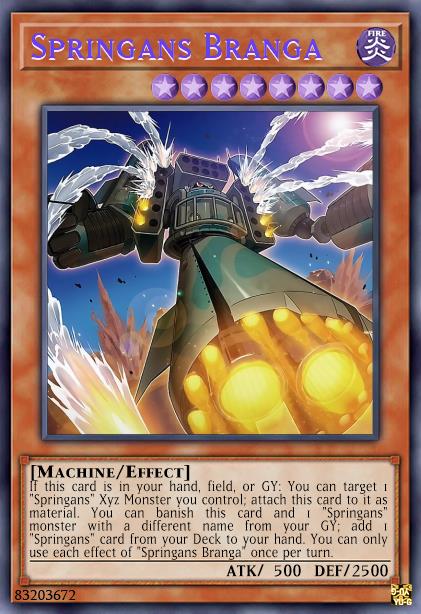 Springans Branga
FIRE
炎
[Machine/Effect]
If this card is in your hand, field, or GY: You can target 1
"Springans" Xyz Monster you control; attach this card to it as
material. You can banish this card and 1 "Springans"
monster with a different name from your GY; add 1
"Springans" card from your Deck to your hand. You can only
use each effect of "Springans Branga" once per turn.
ATK/ 500 DEF/2500
83203672